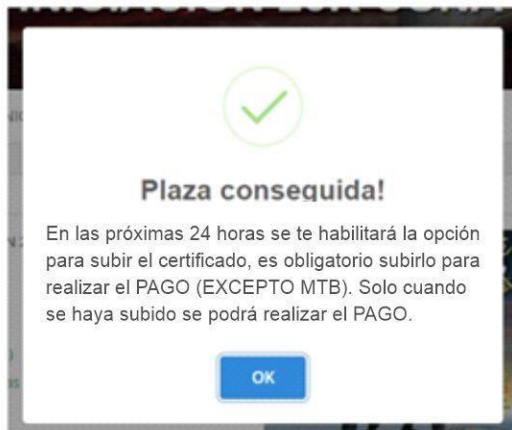 Plaza conseguida!
En las próximas 24 horas se te habilitará la opción
para subir el certificado, es obligatorio subirlo para
realizar el PAGO (EXCEPTO MTB). Solo cuando
se haya subido se podrá realizar el PAGO.
OK